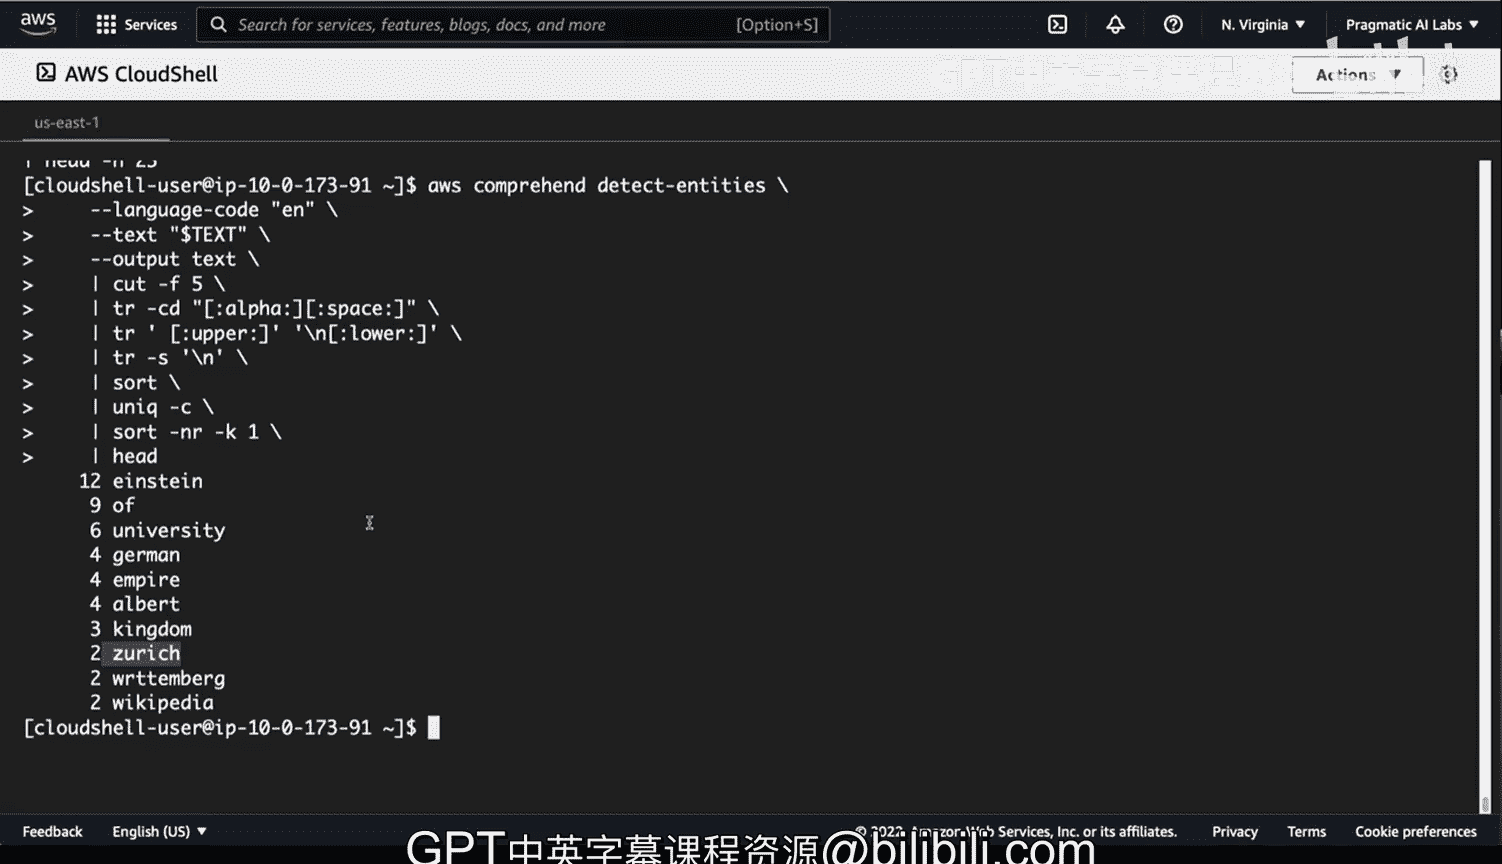 aws
Services
Search for services, features, blogs, docs, and more
[Option+S]
N. Virginia ▼
Pragmatic AI Labs ▼
AWS CloudShell
Actions ▼
us-east-1
| head -n 25
[cloudshell-user@ip-10-0-173-91 ~]$ aws comprehend detect-entities \
> --language-code "en" \
> --text "$TEXT" \
> --output text \
> | cut -f 5 \
> | tr -cd "[:alpha:][:space:]" \
> | tr ' [:upper:]' '\n[:lower:]' \
> | tr -s '\n' \
> | sort \
> | uniq -c \
> | sort -nr -k 1 \
> | head
12 einstein
9 of
6 university
4 german
4 empire
4 albert
3 kingdom
2 zurich
2 wrttemberg
2 wikipedia
[cloudshell-user@ip-10-0-173-91 ~]$
Feedback
English (US) ▼
© 2022, Amazon Web Services, Inc. or its affiliates.
Privacy
Terms
Cookie preferences
GPT中英字幕课程资源@bilibili.com